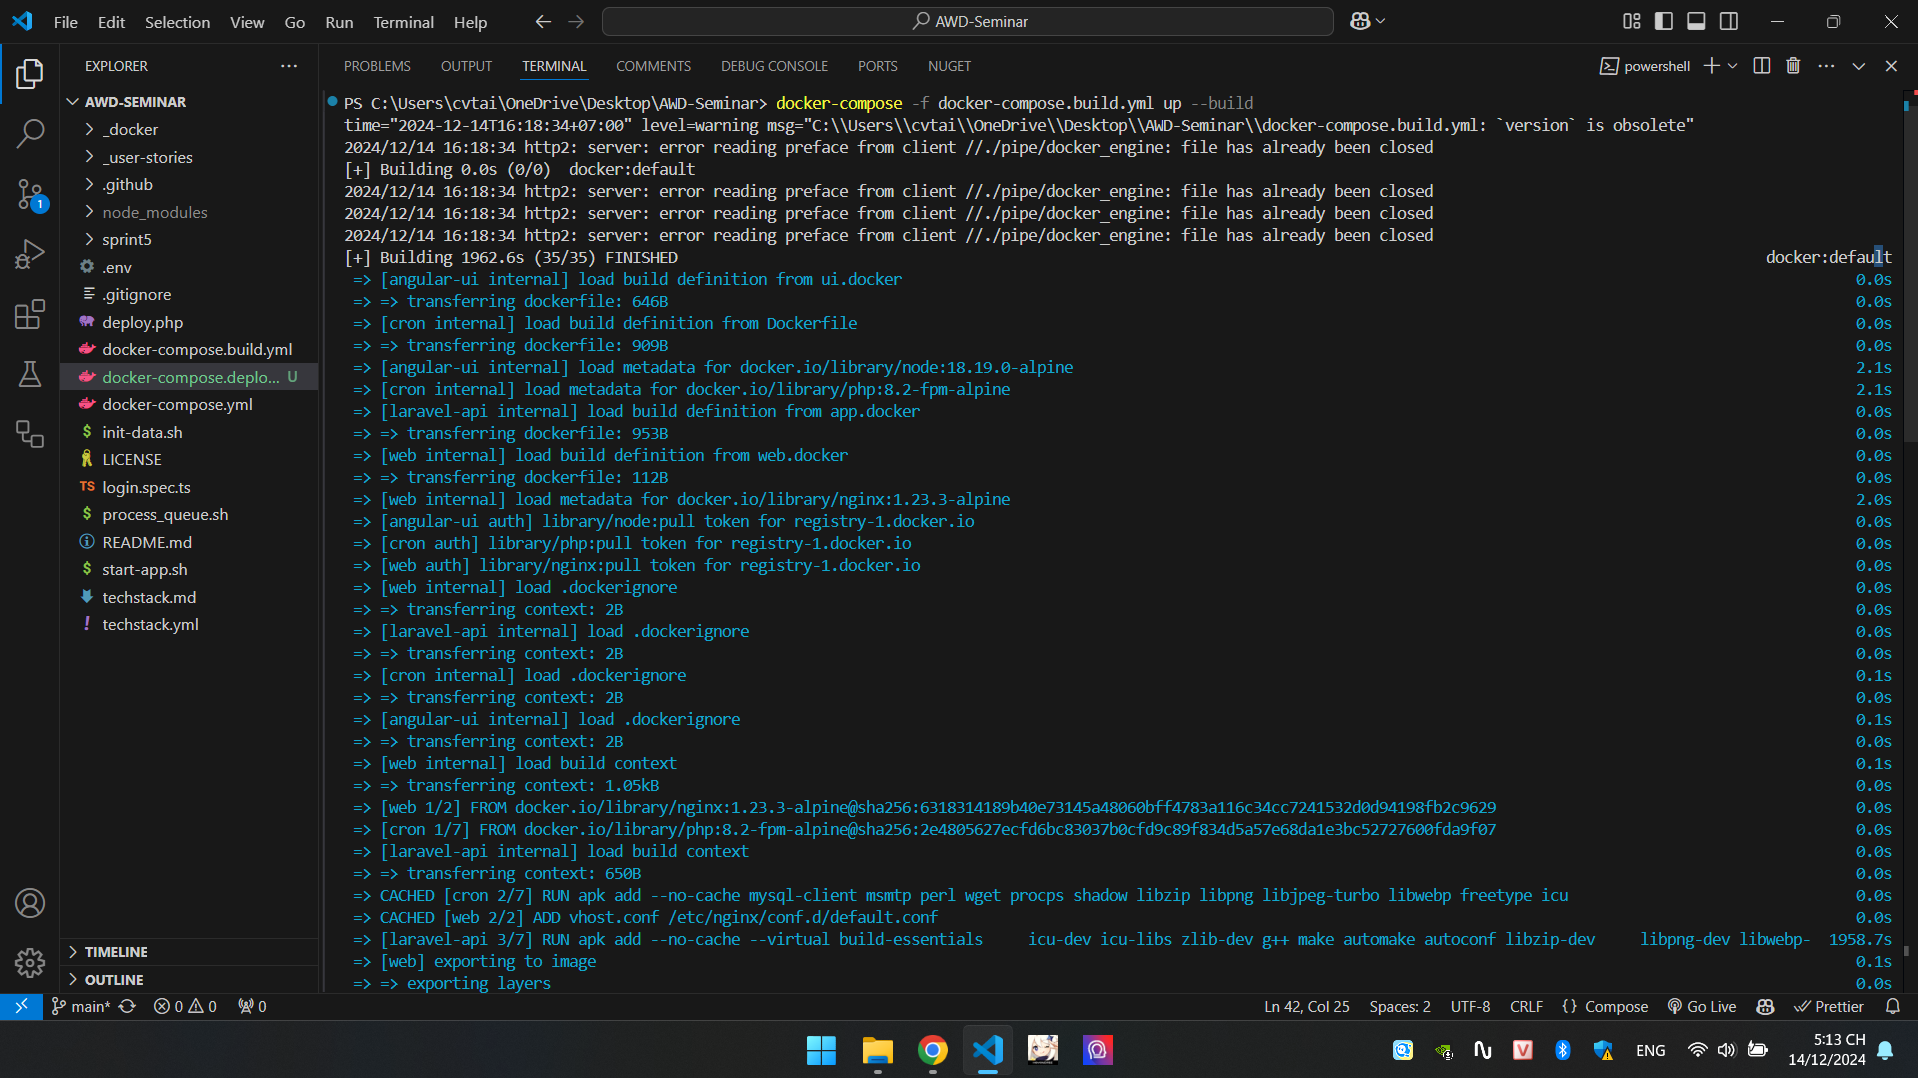 File Edit Selection View Go Run Terminal Help
AWD-Seminar
EXPLORER
AWD-SEMINAR
_docker
_user-stories
.github
node_modules
sprint5
.env
.gitignore
deploy.php
docker-compose.build.yml
docker-compose.deplo... U
docker-compose.yml
init-data.sh
LICENSE
TS login.spec.ts
process_queue.sh
README.md
start-app.sh
techstack.md
techstack.yml
TIMELINE
OUTLINE
1
PROBLEMS OUTPUT TERMINAL COMMENTS DEBUG CONSOLE PORTS NUGET
powershell
PS C:\Users\cvtai\OneDrive\Desktop\AWD-Seminar> docker-compose -f docker-compose.build.yml up --build
time="2024-12-14T16:18:34+07:00" level=warning msg="C:\\Users\\cvtai\\OneDrive\\Desktop\\AWD-Seminar\\docker-compose.build.yml: `version` is obsolete"
2024/12/14 16:18:34 http2: server: error reading preface from client //./pipe/docker_engine: file has already been closed
[+] Building 0.0s (0/0)  docker:default
2024/12/14 16:18:34 http2: server: error reading preface from client //./pipe/docker_engine: file has already been closed
2024/12/14 16:18:34 http2: server: error reading preface from client //./pipe/docker_engine: file has already been closed
2024/12/14 16:18:34 http2: server: error reading preface from client //./pipe/docker_engine: file has already been closed
[+] Building 1962.6s (35/35) FINISHED docker:default
=> [angular-ui internal] load build definition from ui.docker 0.0s
=> => transferring dockerfile: 646B 0.0s
=> [cron internal] load build definition from Dockerfile 0.0s
=> => transferring dockerfile: 909B 0.0s
=> [angular-ui internal] load metadata for docker.io/library/node:18.19.0-alpine 2.1s
=> [cron internal] load metadata for docker.io/library/php:8.2-fpm-alpine 2.1s
=> [laravel-api internal] load build definition from app.docker 0.0s
=> => transferring dockerfile: 953B 0.0s
=> [web internal] load build definition from web.docker 0.0s
=> => transferring dockerfile: 112B 0.0s
=> [web internal] load metadata for docker.io/library/nginx:1.23.3-alpine 2.0s
=> [angular-ui auth] library/node:pull token for registry-1.docker.io 0.0s
=> [cron auth] library/php:pull token for registry-1.docker.io 0.0s
=> [web auth] library/nginx:pull token for registry-1.docker.io 0.0s
=> [web internal] load .dockerignore 0.0s
=> => transferring context: 2B 0.0s
=> [laravel-api internal] load .dockerignore 0.0s
=> => transferring context: 2B 0.0s
=> [cron internal] load .dockerignore 0.1s
=> => transferring context: 2B 0.0s
=> [angular-ui internal] load .dockerignore 0.1s
=> => transferring context: 2B 0.0s
=> [web internal] load build context 0.1s
=> => transferring context: 1.05kB 0.0s
=> [web 1/2] FROM docker.io/library/nginx:1.23.3-alpine@sha256:6318314189b40e73145a48060bff4783a116c34cc7241532d0d94198fb2c9629 0.0s
=> [cron 1/7] FROM docker.io/library/php:8.2-fpm-alpine@sha256:2e4805627ecfd6bc83037b0cfd9c89f834d5a57e68da1e3bc52727600fda9f07 0.0s
=> [laravel-api internal] load build context 0.0s
=> => transferring context: 650B 0.0s
=> CACHED [cron 2/7] RUN apk add --no-cache mysql-client msmtp perl wget procps shadow libzip libpng libjpeg-turbo libwebp freetype icu 0.0s
=> CACHED [web 2/2] ADD vhost.conf /etc/nginx/conf.d/default.conf 0.0s
=> [laravel-api 3/7] RUN apk add --no-cache --virtual build-essentials     icu-dev icu-libs zlib-dev g++ make automake autoconf libzip-dev     libpng-dev libwebp- 1958.7s
=> [web] exporting to image 0.1s
=> => exporting layers 0.0s
main* 0 0 0 Ln 42, Col 25 Spaces: 2 UTF-8 CRLF {} Compose Go Live Prettier
ENG 5:13 CH
14/12/2024